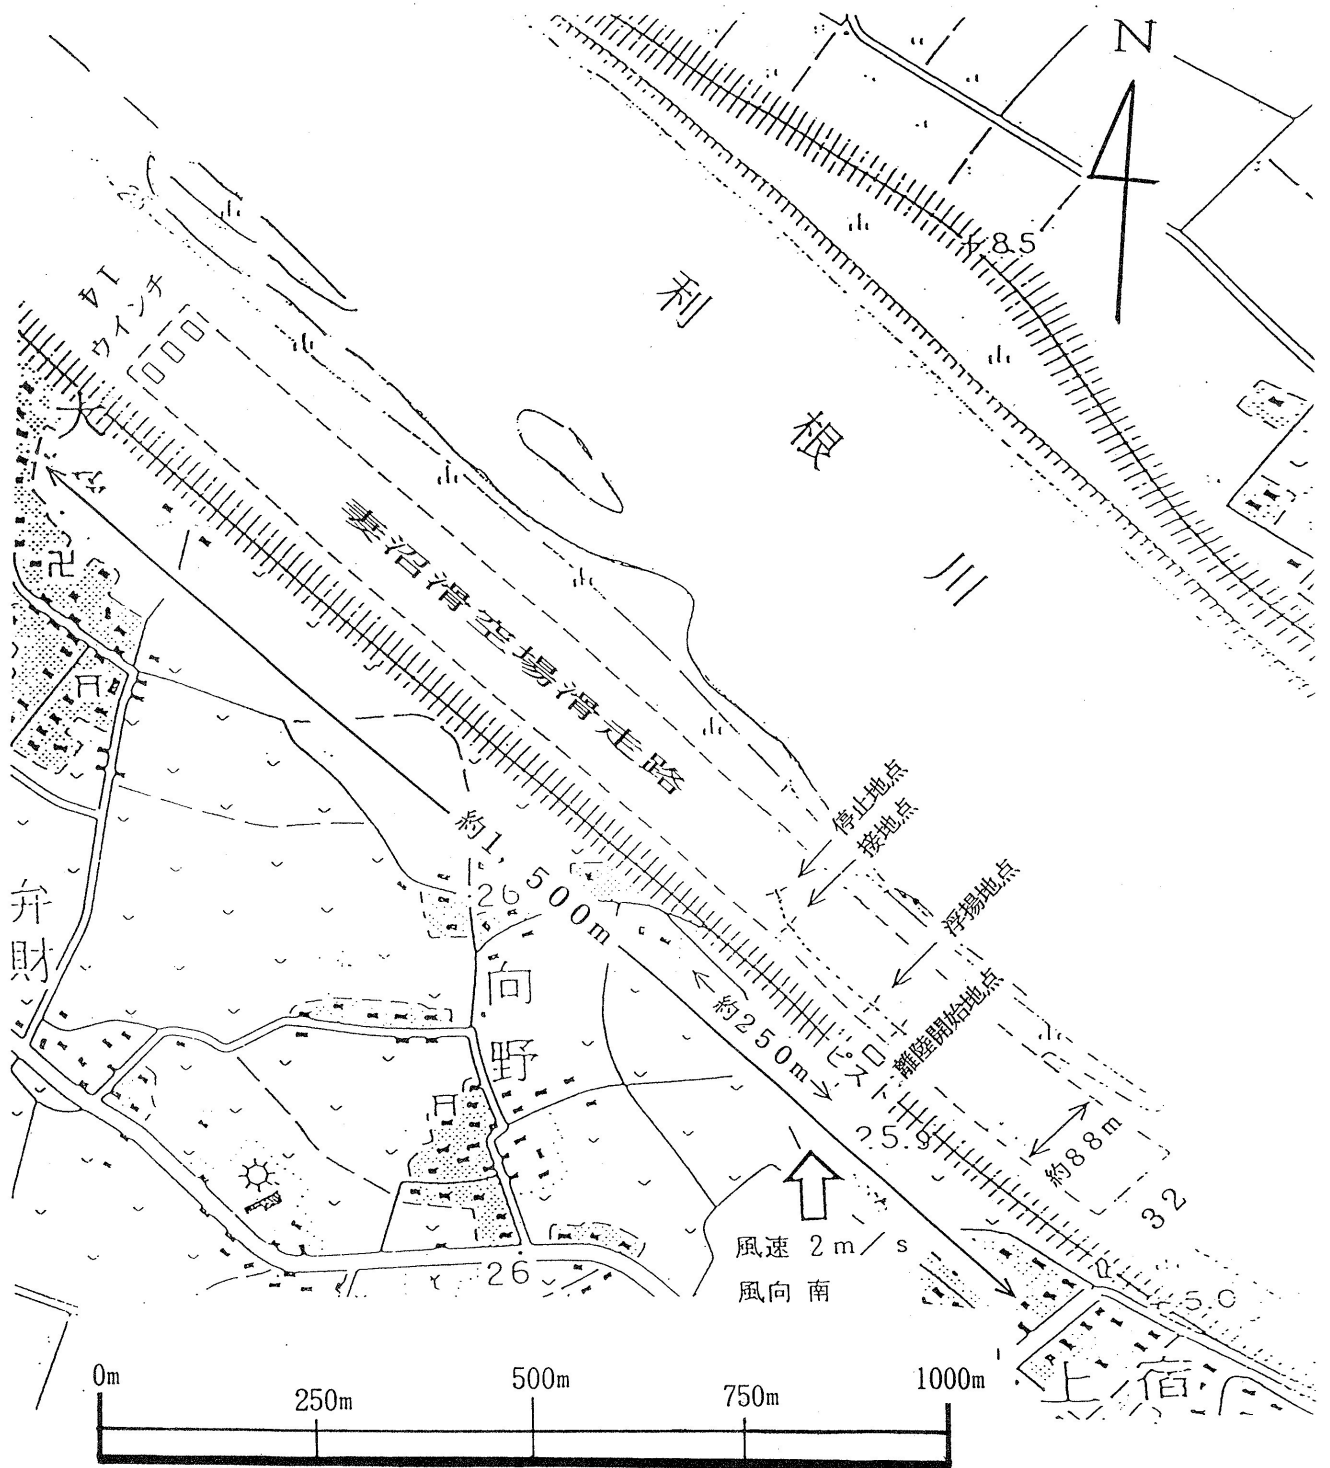 N
85
利根川
14
ウインチ
妻沼滑空場滑走路
停止地点
接地点
浮揚地点
離陸開始地点
約1,500m
26
約250m
ピスト
25.9
約88m
32
弁財
向野
風速 2m/s
風向 南
26
50
上宿
0m
250m
500m
750m
1000m